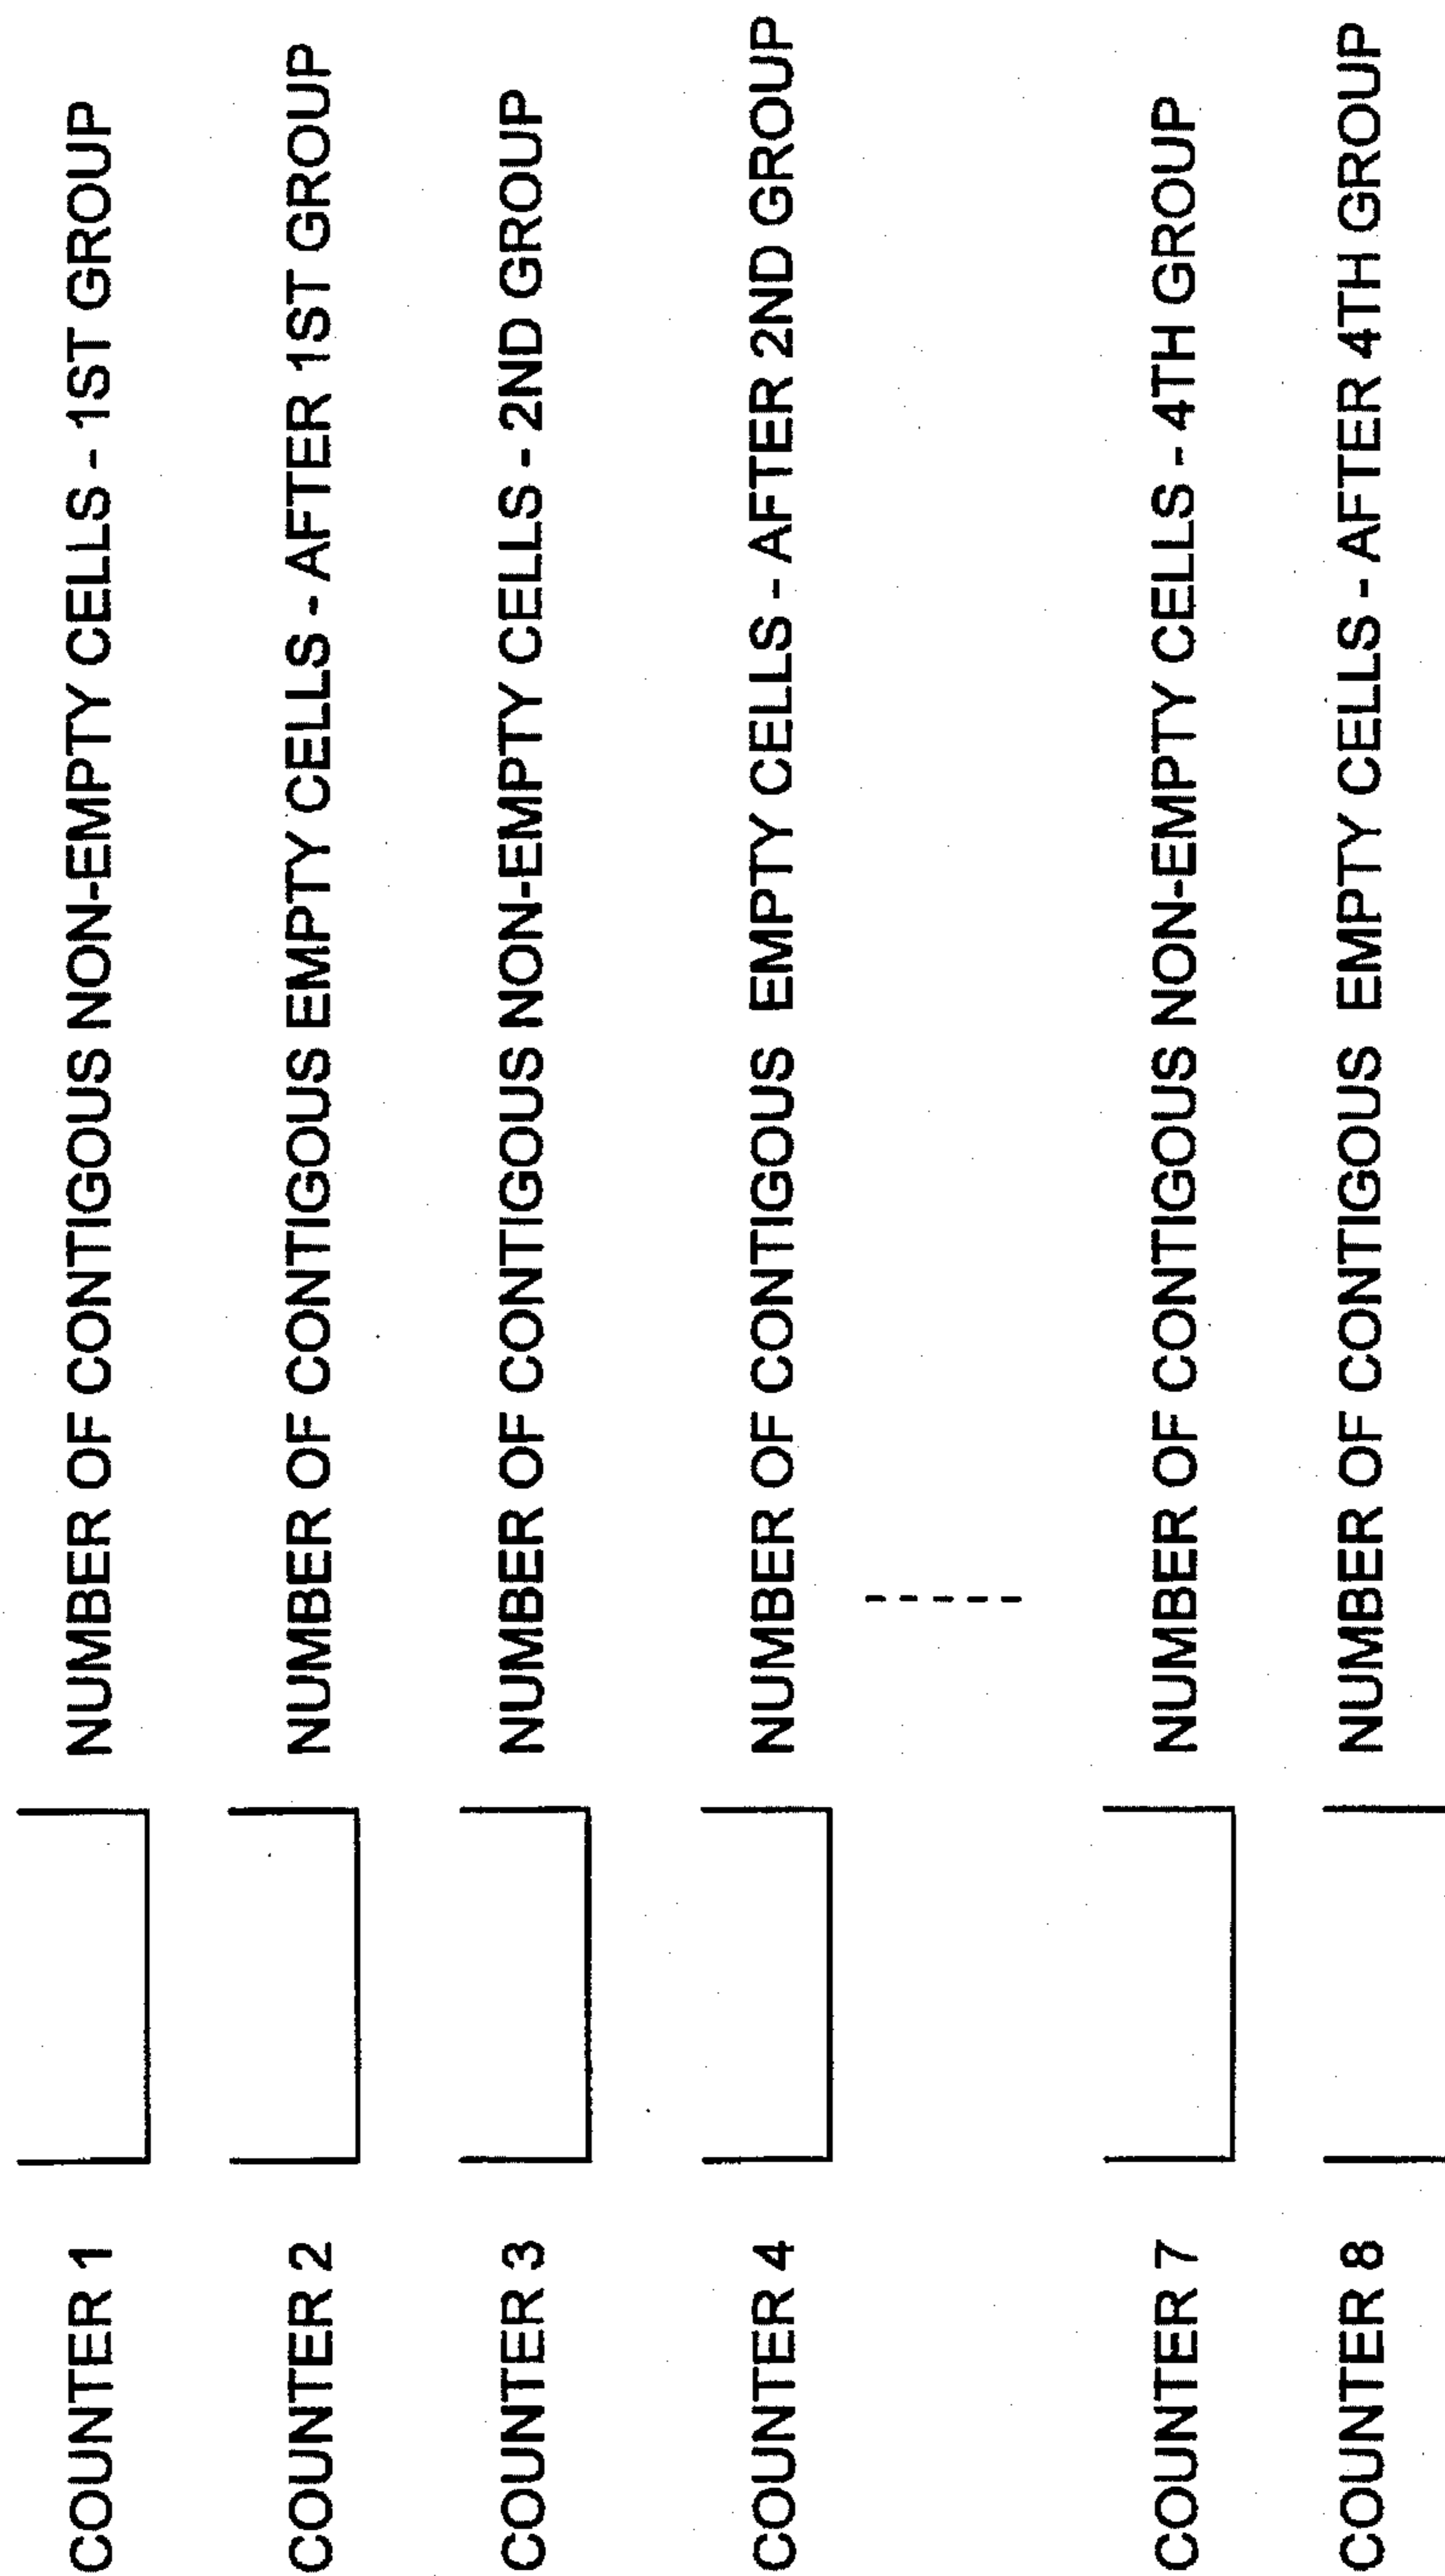 COUNTER 1 NUMBER OF CONTIGOUS NON-EMPTY CELLS - 1ST GROUP
COUNTER 2 NUMBER OF CONTIGOUS EMPTY CELLS - AFTER 1ST GROUP
COUNTER 3 NUMBER OF CONTIGOUS NON-EMPTY CELLS - 2ND GROUP
COUNTER 4 NUMBER OF CONTIGOUS EMPTY CELLS - AFTER 2ND GROUP
COUNTER 7 NUMBER OF CONTIGOUS NON-EMPTY CELLS - 4TH GROUP
COUNTER 8 NUMBER OF CONTIGOUS EMPTY CELLS - AFTER 4TH GROUP